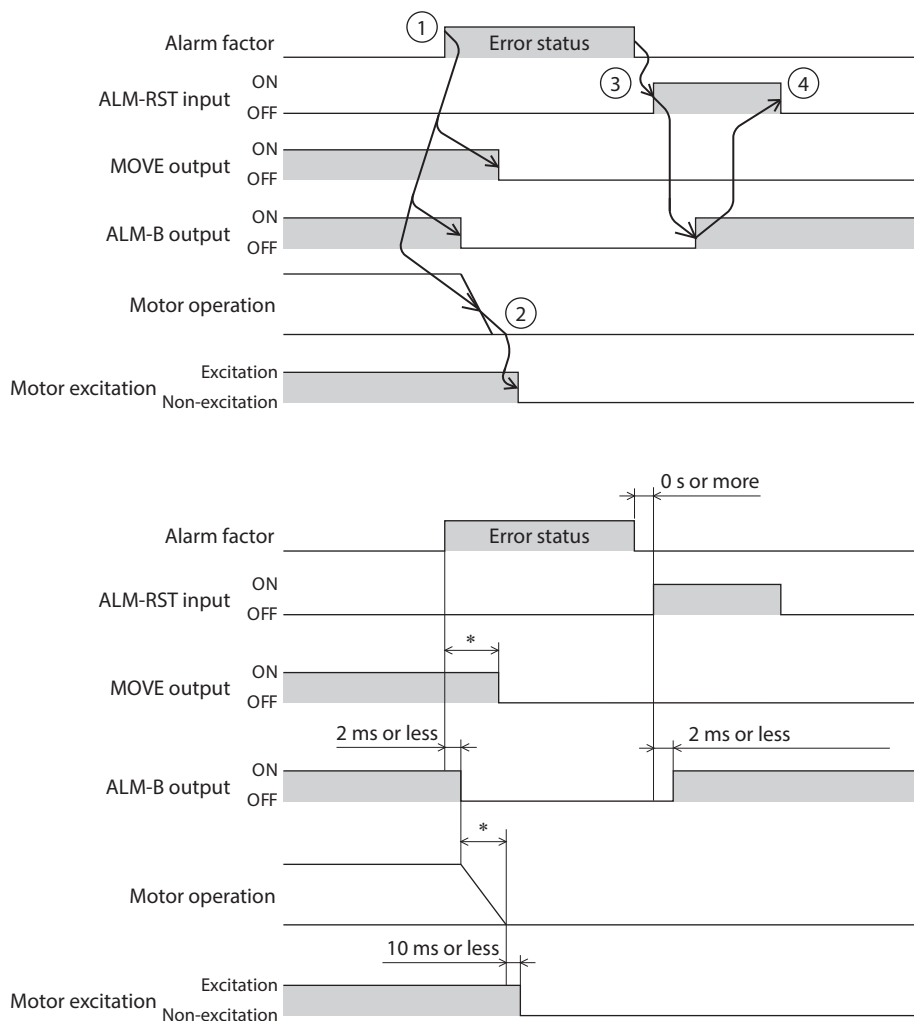 ①
Alarm factor
Error status
ON
ALM-RST input
OFF
③
④
ON
MOVE output
OFF
ON
ALM-B output
OFF
Motor operation
②
Excitation
Motor excitation
Non-excitation
0 s or more
Alarm factor
Error status
ON
ALM-RST input
OFF
*
ON
MOVE output
OFF
2 ms or less
2 ms or less
ON
ALM-B output
OFF
*
Motor operation
10 ms or less
Excitation
Motor excitation
Non-excitation